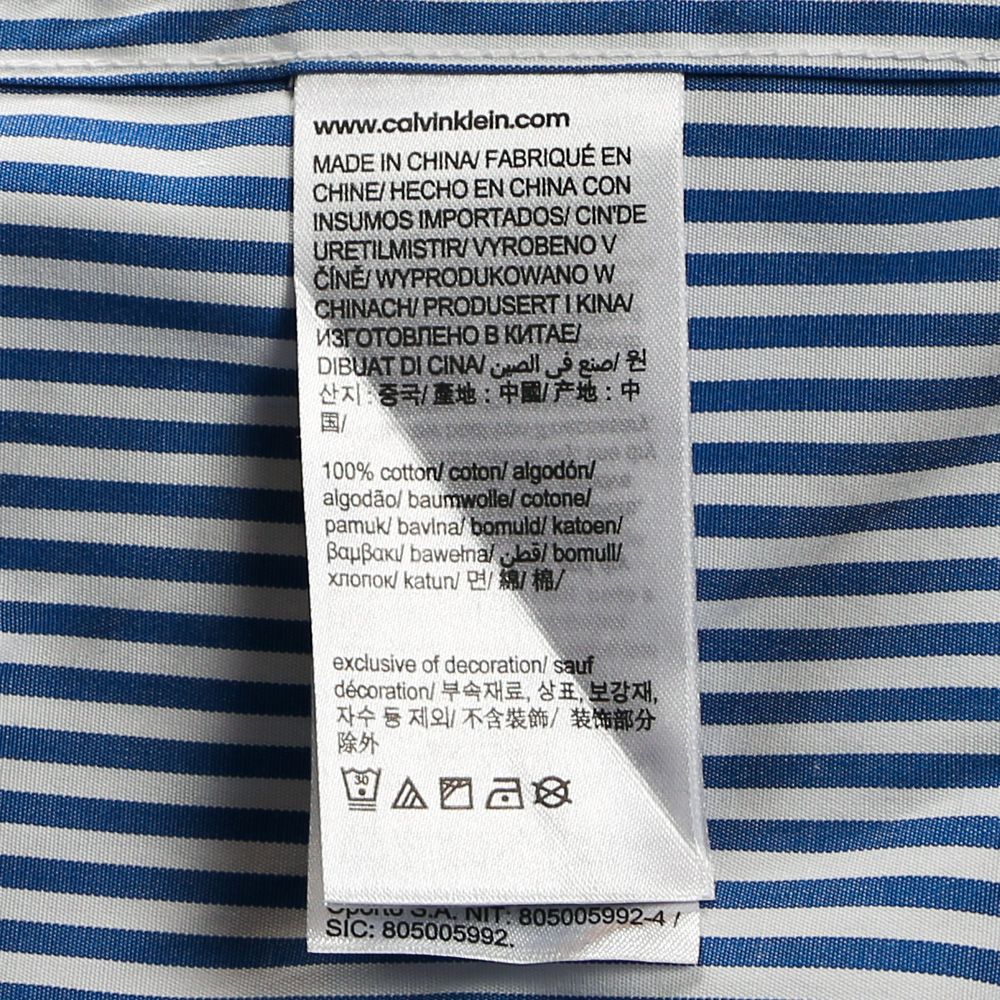 www.calvinklein.com
MADE IN CHINA/ FABRIQUÉ EN
CHINE/ HECHO EN CHINA CON
INSUMOS IMPORTADOS/ CIN'DE
URETILMISTIR/ VYROBENO V
ČÍNĚ/ WYPRODUKOWANO W
CHINACH/ PRODUSERT I KINA/
ИЗГОТОВЛЕНО В КИТАЕ/
DIBUAT DI CINA/ صنع في الصين/ 원
산지 : 중국/ 產地 : 中國/ 产地 : 中
国/
100% cotton/ coton/ algodón/
algodão/ baumwolle/ cotone/
pamuk/ bavlna/ bomuld/ katoen/
βαμβακι/ bawełna/ قطن/ bomull/
хлопок/ katun/ 면/ 綿/ 棉/
exclusive of decoration/ sauf
décoration/ 부속재료, 상표, 보강재,
자수 등 제외/ 不含裝飾/ 装饰部分
除外
30
S.A. NIT: 805005992-4 /
SIC: 805005992.